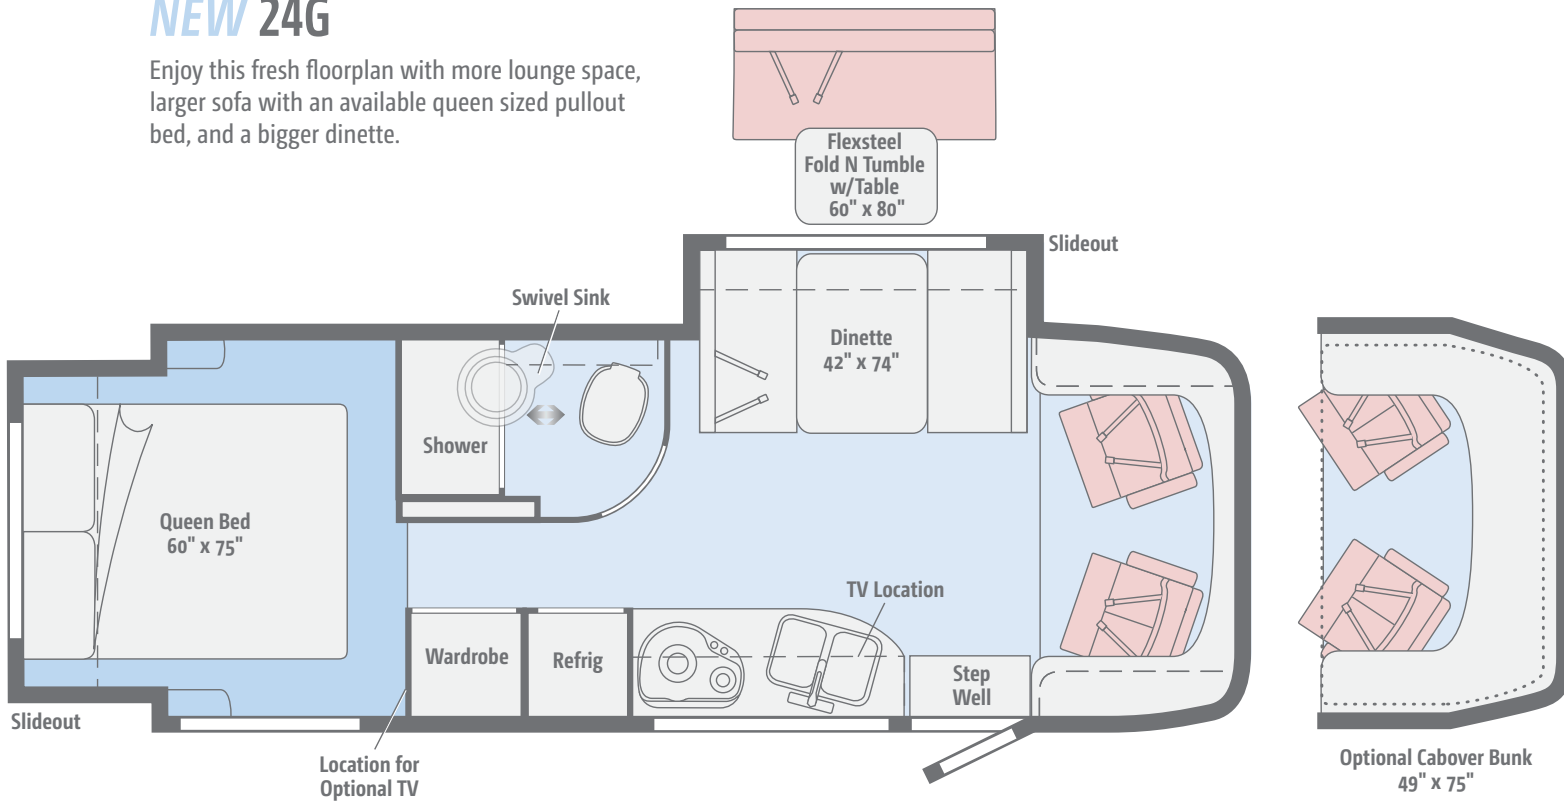 NEW 24G
Enjoy this fresh floorplan with more lounge space,
larger sofa with an available queen sized pullout
bed, and a bigger dinette.
Flexsteel
Fold N Tumble
w/Table
60" x 80"
Slideout
Swivel Sink
Dinette
42" x 74"
Shower
Queen Bed
60" x 75"
TV Location
Wardrobe
Refrig
Step
Well
Slideout
Location for
Optional TV
Optional Cabover Bunk
49" x 75"